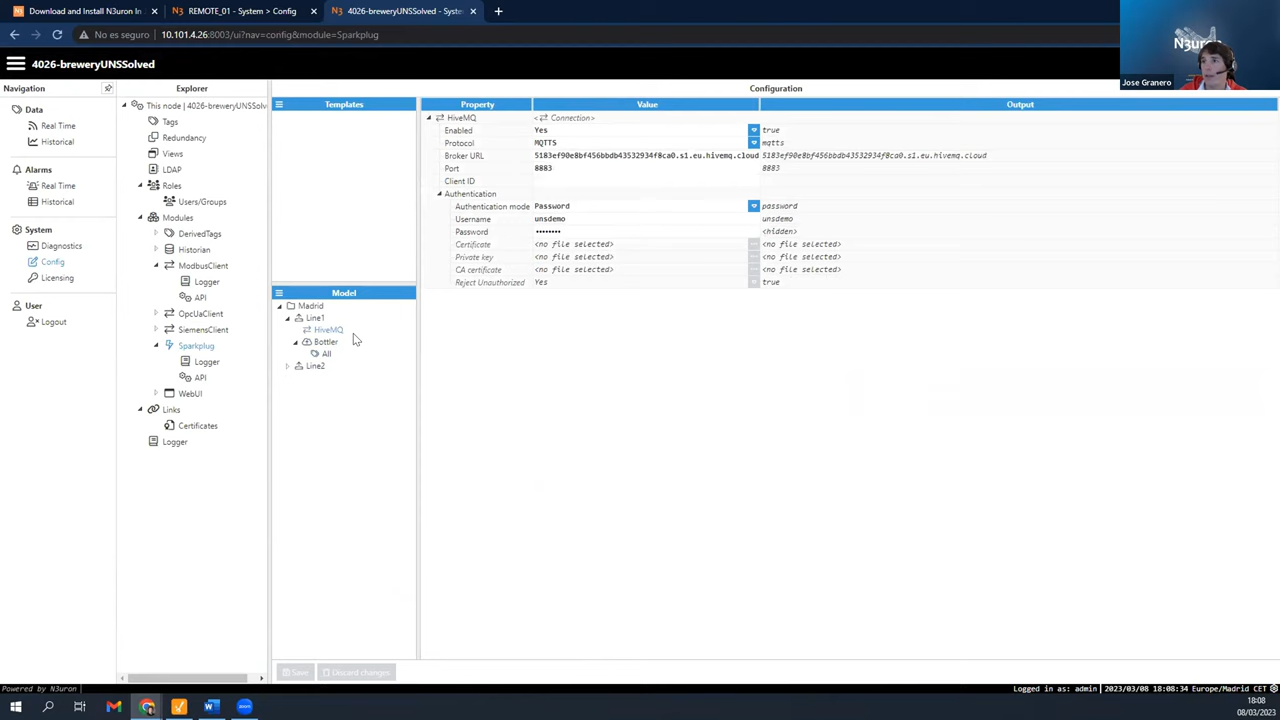 Download and Install N3uron In
REMOTE_01 - System > Config
4026-breweryUNSSolved - Syste
No es seguro
10.101.4.26:8003/ui?nav=config&module=Sparkplug
N3uron
Jose Granero
4026-breweryUNSSolved
Navigation
Explorer
Configuration
Data
Real Time
Historical
Alarms
Real Time
Historical
System
Diagnostics
Config
Licensing
User
Logout
This node | 4026-breweryUNSSolv
Tags
Redundancy
Views
LDAP
Roles
Users/Groups
Modules
DerivedTags
Historian
ModbusClient
Logger
API
OpcUaClient
SiemensClient
Sparkplug
Logger
API
WebUI
Links
Certificates
Logger
Templates
Model
Madrid
Line1
HiveMQ
Bottler
All
Line2
Save
Discard changes
Property Value Output
HiveMQ < Connection>
Enabled Yes true
Protocol MQTTS mqtts
Broker URL 5183ef90e8bf456bbdb43532934f8ca0.s1.eu.hivemq.cloud 5183ef90e8bf456bbdb43532934f8ca0.s1.eu.hivemq.cloud
Port 8883 8883
Client ID
Authentication
Authentication mode Password password
Username unsdemo unsdemo
Password •••••••• <hidden>
Certificate <no file selected> <no file selected>
Private key <no file selected> <no file selected>
CA certificate <no file selected> <no file selected>
Reject Unauthorized Yes true
Powered by N3uron
Logged in as: admin | 2023/03/08 18:08:34 Europe/Madrid CET
zoom
18:08
08/03/2023